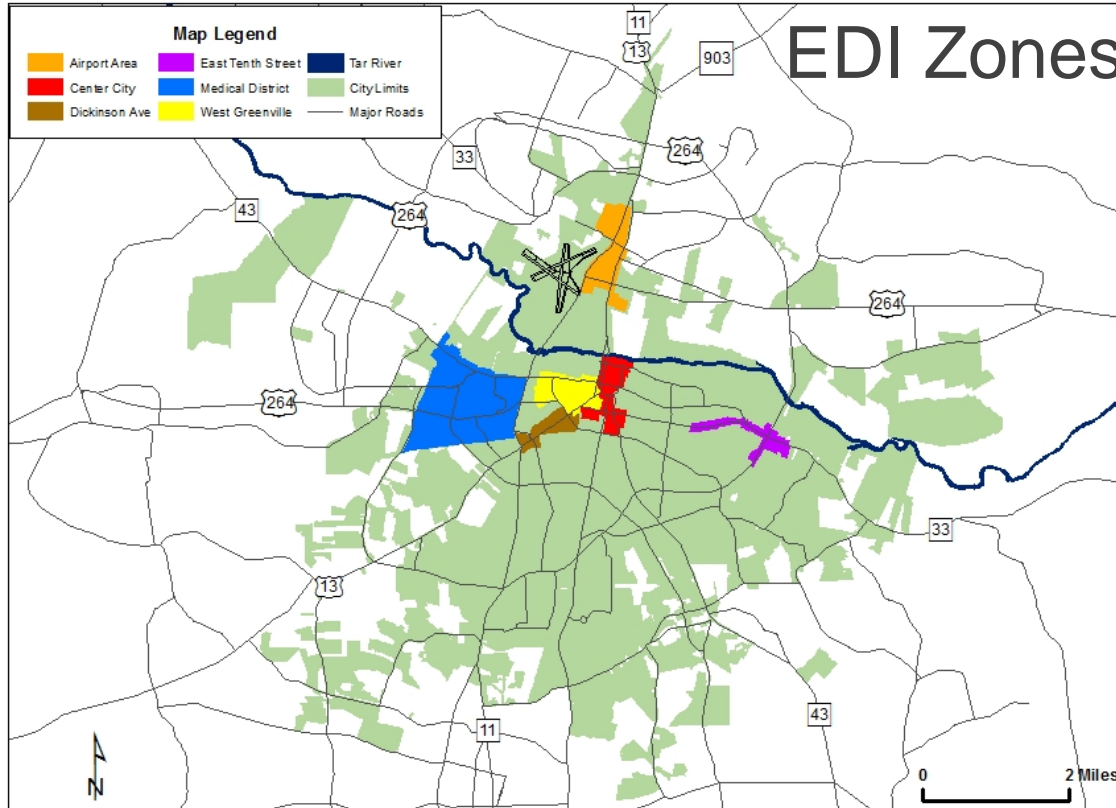 EDI Zones
Map Legend
Airport Area
East Tenth Street
Tar River
Center City
Medical District
City Limits
Dickinson Ave
West Greenville
Major Roads
11
13
903
264
33
43
264
264
264
33
13
11
43
N
0 2 Miles